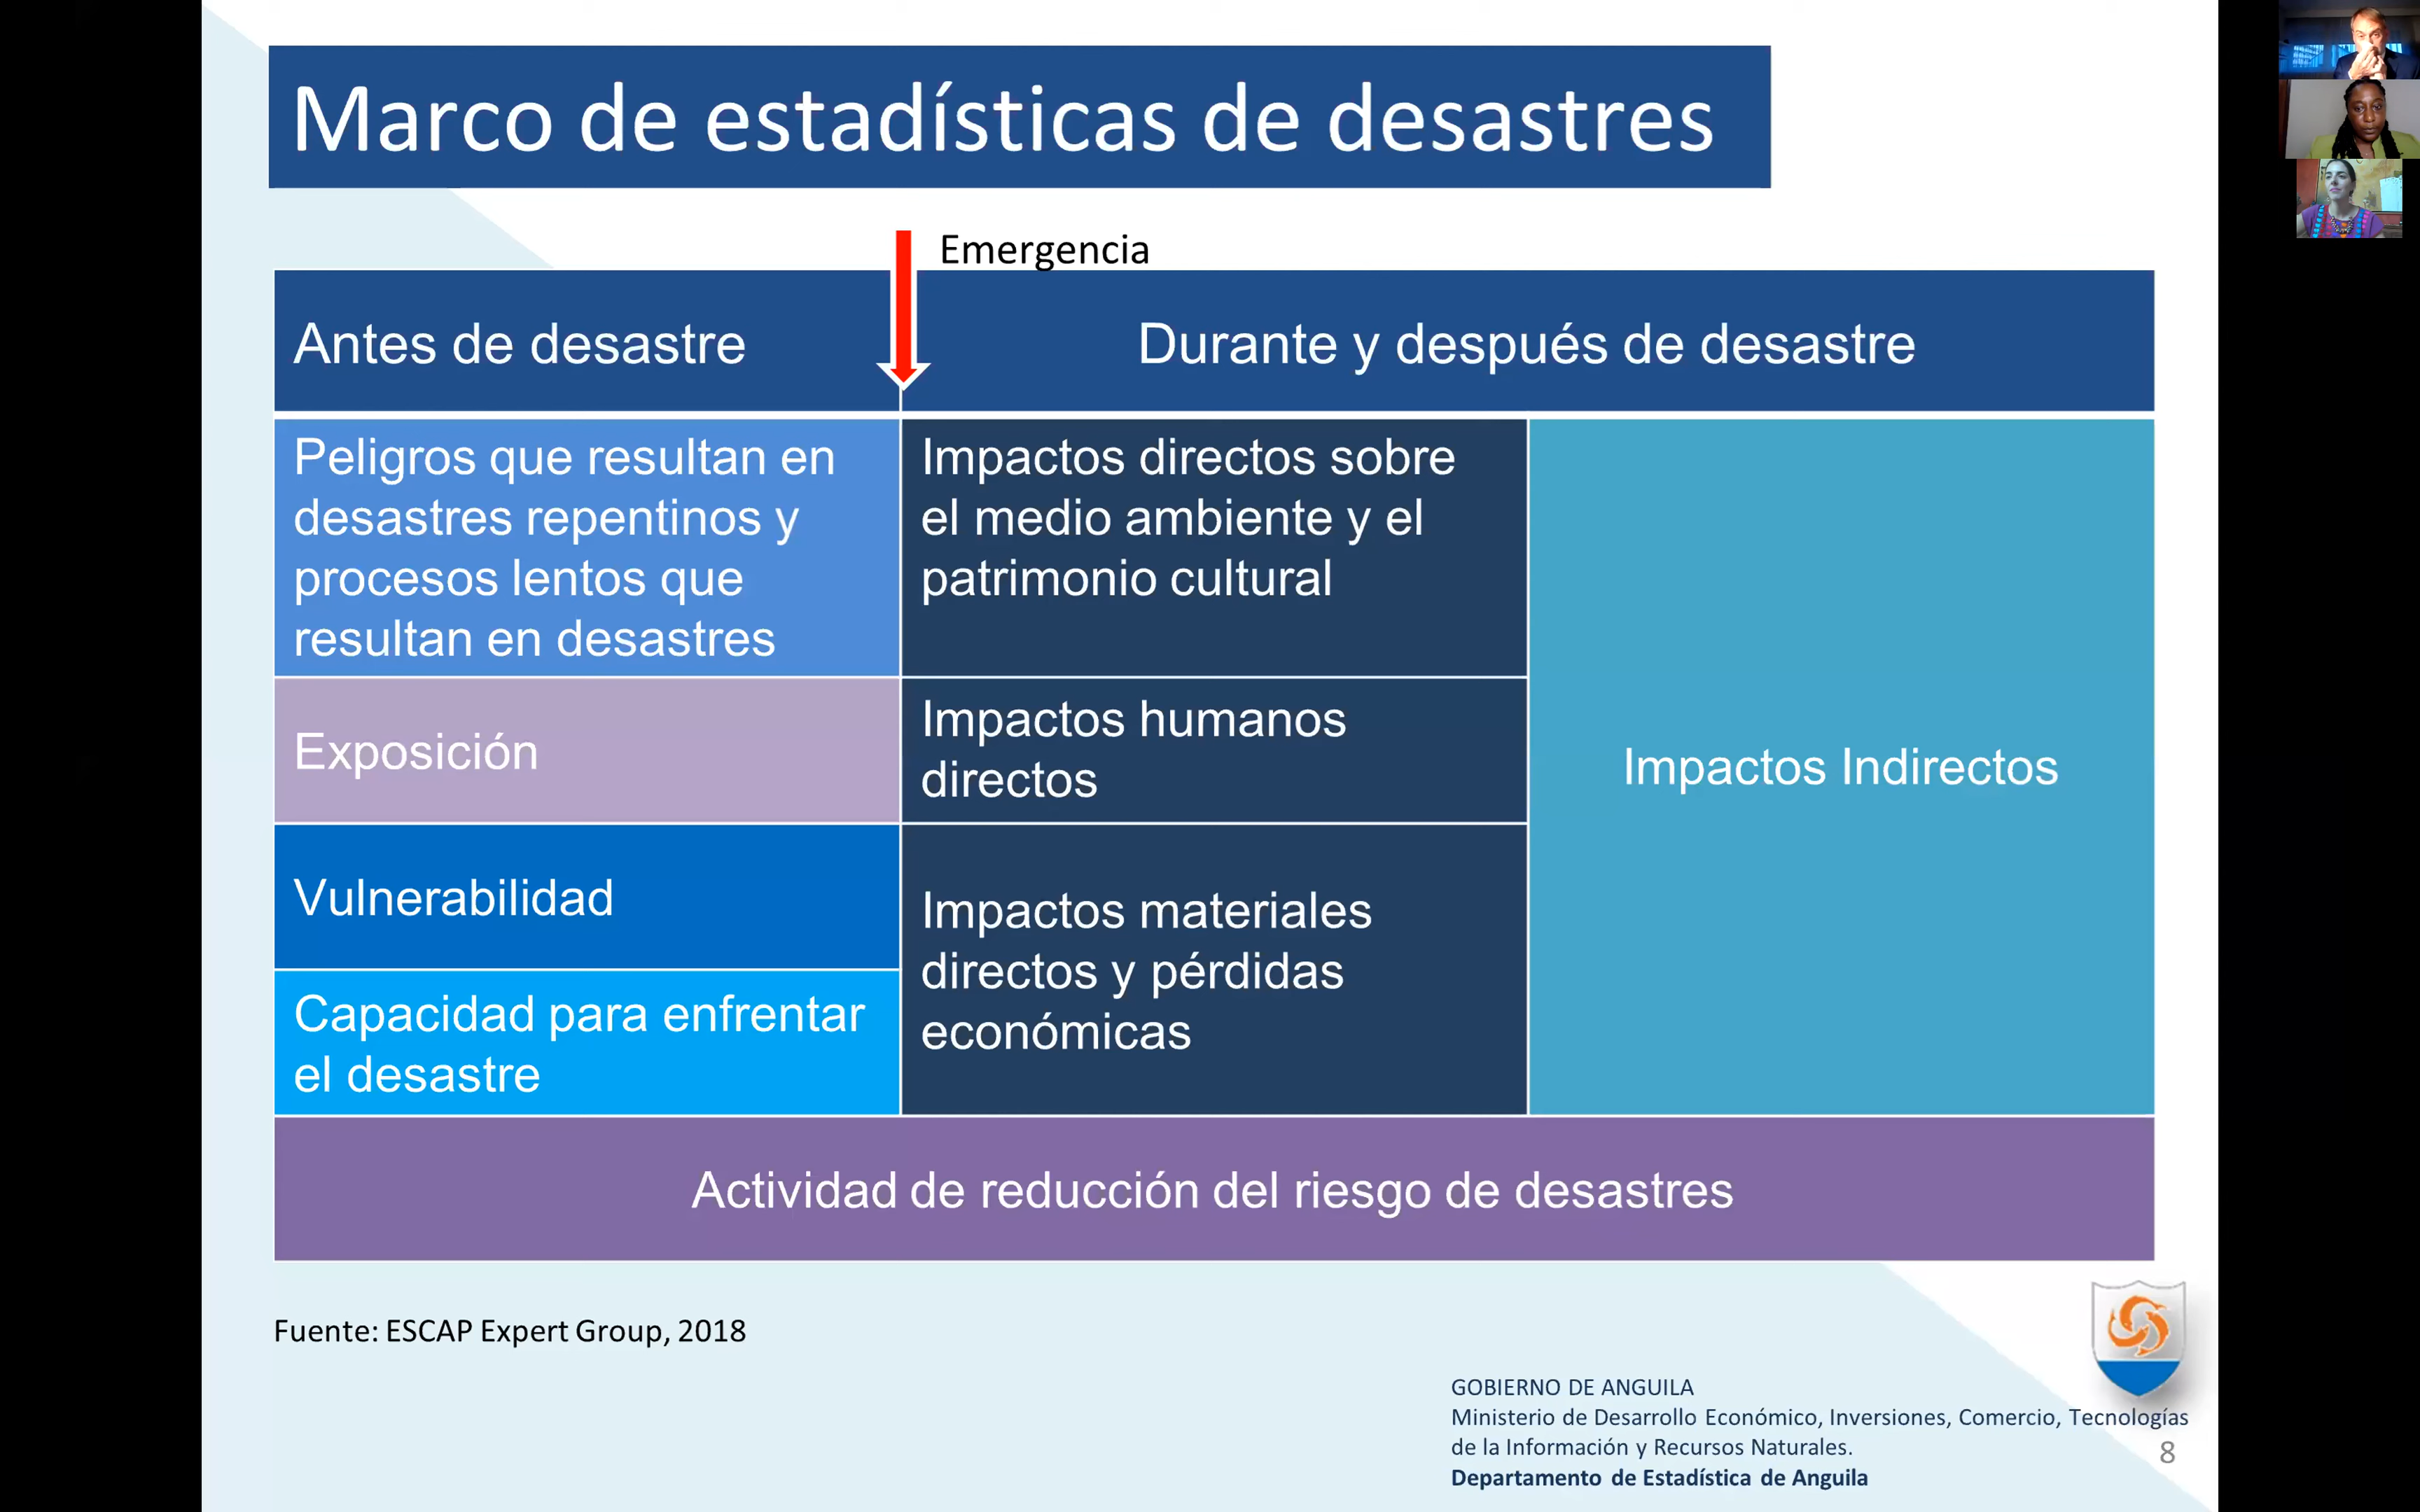 Marco de estadísticas de desastres
Emergencia
Antes de desastre
Durante y después de desastre
Peligros que resultan en
desastres repentinos y
procesos lentos que
resultan en desastres
Impactos directos sobre
el medio ambiente y el
patrimonio cultural
Impactos Indirectos
Exposición
Impactos humanos
directos
Vulnerabilidad
Impactos materiales
directos y pérdidas
económicas
Capacidad para enfrentar
el desastre
Actividad de reducción del riesgo de desastres
Fuente: ESCAP Expert Group, 2018
GOBIERNO DE ANGUILA
Ministerio de Desarrollo Económico, Inversiones, Comercio, Tecnologías
de la Información y Recursos Naturales.
Departamento de Estadística de Anguila
8